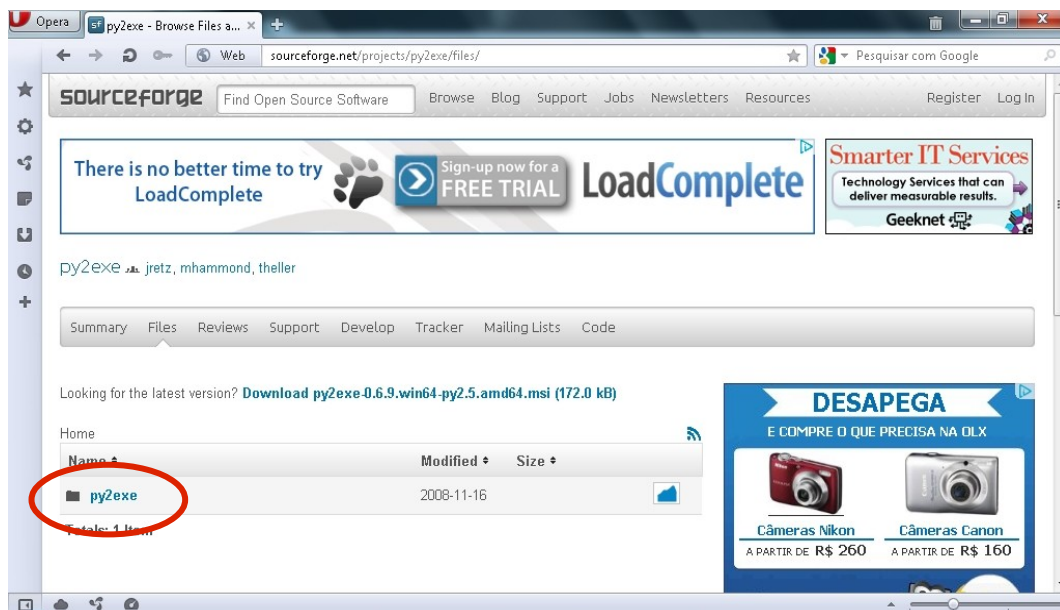 Opera
py2exe - Browse Files a...
Web
sourceforge.net/projects/py2exe/files/
Pesquisar com Google
sourceforge
Find Open Source Software
Browse Blog Support Jobs Newsletters Resources
Register Log In
There is no better time to try
LoadComplete
Sign-up now for a
FREE TRIAL
LoadComplete
Smarter IT Services
Technology Services that can
deliver measurable results.
Geeknet
py2exe jretz, mhammond, theller
Summary Files Reviews Support Develop Tracker Mailing Lists Code
Looking for the latest version? Download py2exe-0.6.9.win64-py2.5.amd64.msi (172.0 kB)
Home
Name Modified Size
py2exe 2008-11-16
Totals: 1 Item
DESAPEGA
E COMPRE O QUE PRECISA NA OLX
Câmeras Nikon
A PARTIR DE R$ 260
Câmeras Canon
A PARTIR DE R$ 160